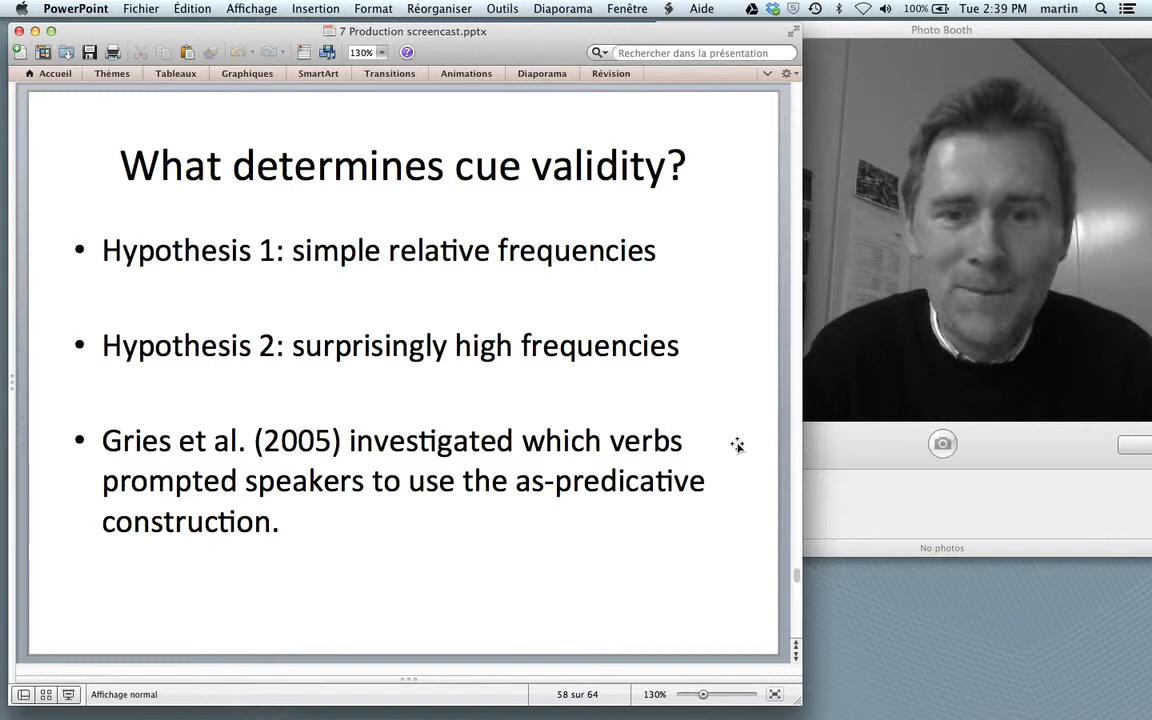 PowerPoint Fichier Édition Affichage Insertion Format Réorganiser Outils Diaporama Fenêtre Aide 100% Tue 2:39 PM martin
7 Production screencast.pptx
Photo Booth
130% Rechercher dans la présentation
Accueil Thèmes Tableaux Graphiques SmartArt Transitions Animations Diaporama Révision
What determines cue validity?
• Hypothesis 1: simple relative frequencies
• Hypothesis 2: surprisingly high frequencies
• Gries et al. (2005) investigated which verbs
prompted speakers to use the as-predicative
construction.
No photos
Affichage normal 58 sur 64 130%